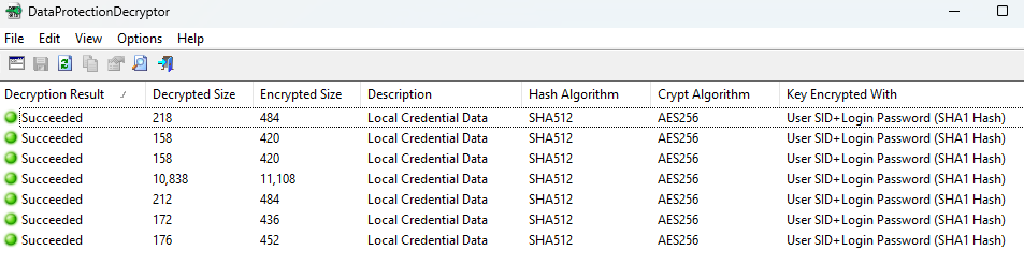 DataProtectionDecryptor
File Edit View Options Help
Decryption Result Decrypted Size Encrypted Size Description Hash Algorithm Crypt Algorithm Key Encrypted With
Succeeded 218 484 Local Credential Data SHA512 AES256 User SID+Login Password (SHA1 Hash)
Succeeded 158 420 Local Credential Data SHA512 AES256 User SID+Login Password (SHA1 Hash)
Succeeded 158 420 Local Credential Data SHA512 AES256 User SID+Login Password (SHA1 Hash)
Succeeded 10,838 11,108 Local Credential Data SHA512 AES256 User SID+Login Password (SHA1 Hash)
Succeeded 212 484 Local Credential Data SHA512 AES256 User SID+Login Password (SHA1 Hash)
Succeeded 172 436 Local Credential Data SHA512 AES256 User SID+Login Password (SHA1 Hash)
Succeeded 176 452 Local Credential Data SHA512 AES256 User SID+Login Password (SHA1 Hash)